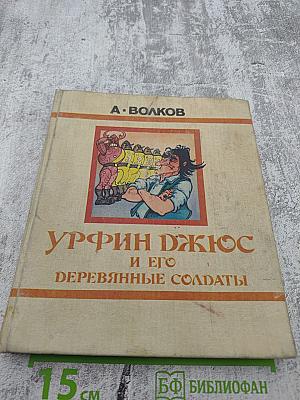 А · ВОЛКОВ
УРФИН ДЖЮС
И ЕГО
ДЕРЕВЯННЫЕ СОЛДАТЫ
15 см
БФ БИБЛИОФАН